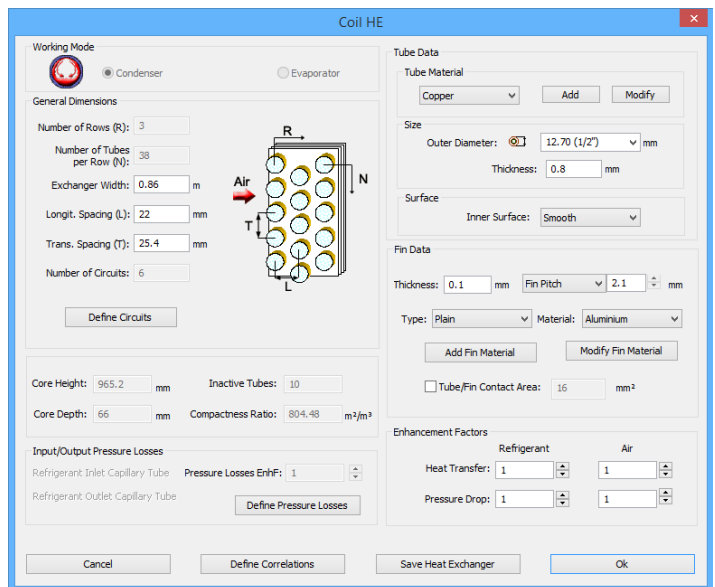 Coil HE
Working Mode
Condenser
Evaporator
General Dimensions
Number of Rows (R): 3
Number of Tubes
per Row (N): 38
Exchanger Width: 0.86 m
Longit. Spacing (L): 22 mm
Trans. Spacing (T): 25.4 mm
Number of Circuits: 6
Define Circuits
R
N
Air
T
L
Core Height: 965.2 mm
Inactive Tubes: 10
Core Depth: 66 mm
Compactness Ratio: 804.48 m²/m³
Input/Output Pressure Losses
Refrigerant Inlet Capillary Tube
Pressure Losses EnhF: 1
Refrigerant Outlet Capillary Tube
Define Pressure Losses
Tube Data
Tube Material
Copper
Add
Modify
Size
Outer Diameter: 12.70 (1/2") mm
Thickness: 0.8 mm
Surface
Inner Surface: Smooth
Fin Data
Thickness: 0.1 mm
Fin Pitch 2.1 mm
Type: Plain
Material: Aluminium
Add Fin Material
Modify Fin Material
Tube/Fin Contact Area: 16 mm²
Enhancement Factors
Refrigerant
Air
Heat Transfer: 1 1
Pressure Drop: 1 1
Cancel
Define Correlations
Save Heat Exchanger
Ok